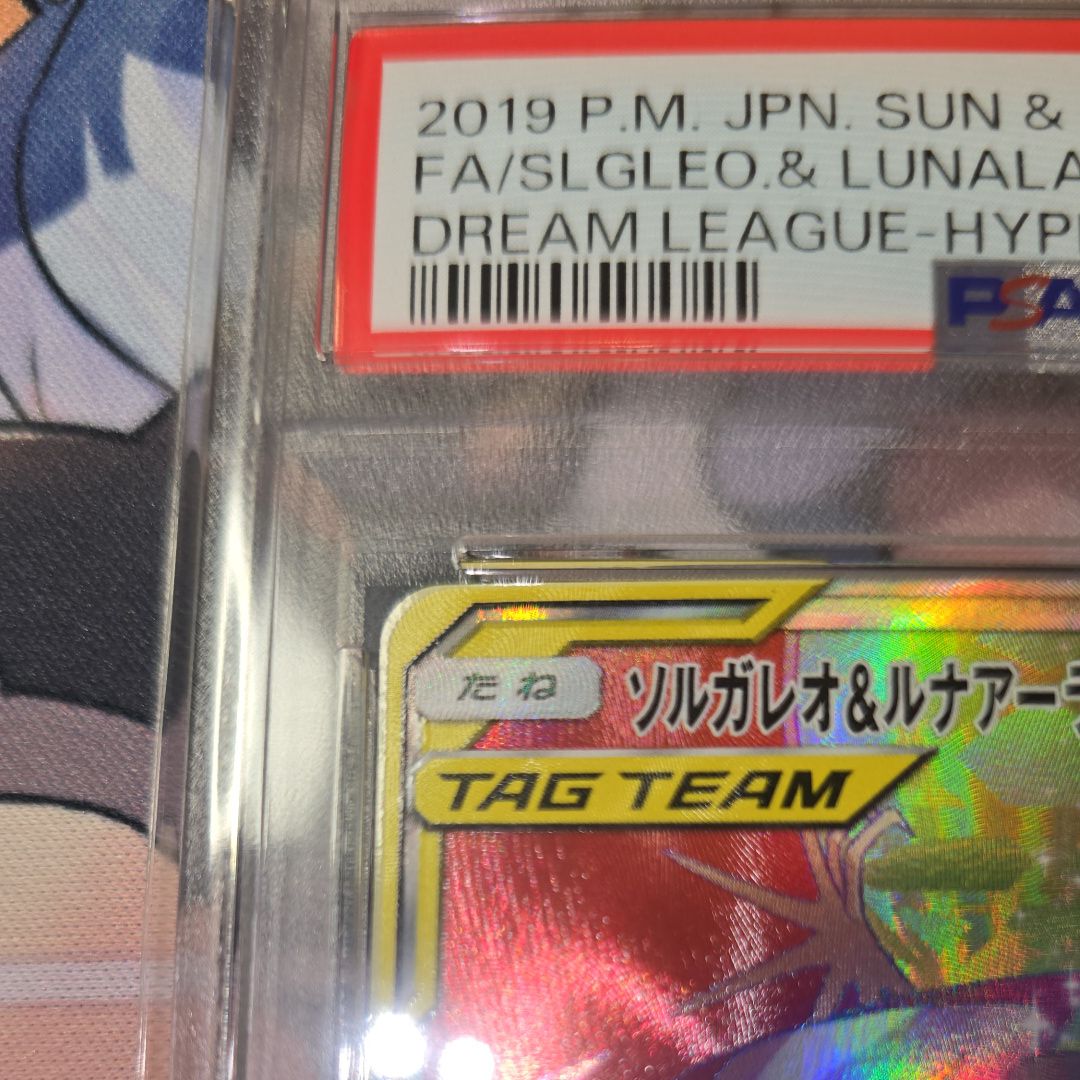 2019 P.M. JPN. SUN &
FA/SLGLEO.& LUNALA
DREAM LEAGUE-HYP
PSA
たね
ソルガレオ&ルナアー
TAG TEAM